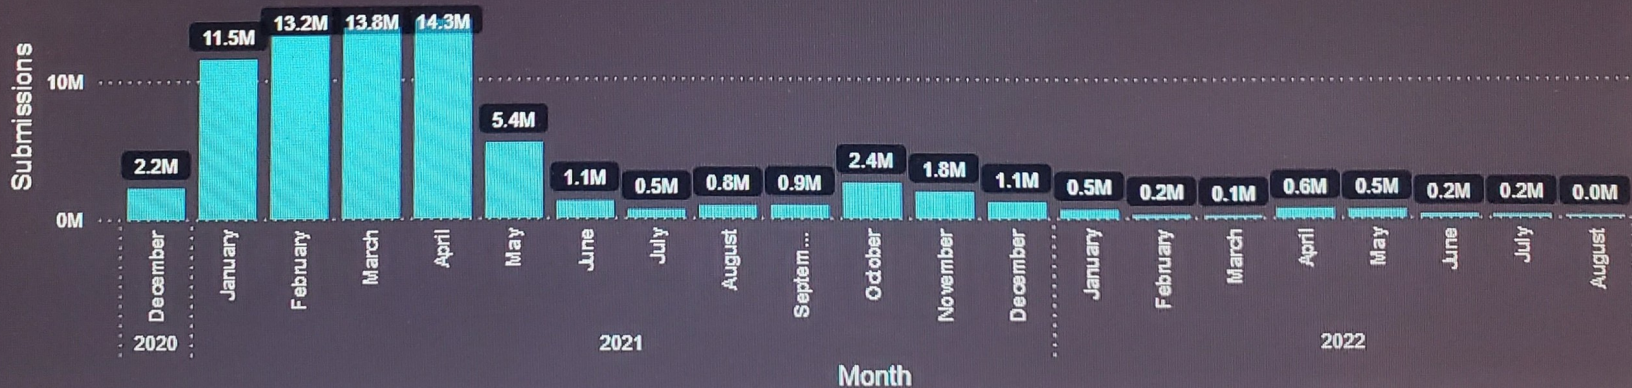 Submissions
10M
0M
2.2M
11.5M
13.2M
13.8M
14.3M
5.4M
1.1M
0.5M
0.8M
0.9M
2.4M
1.8M
1.1M
0.5M
0.2M
0.1M
0.6M
0.5M
0.2M
0.2M
0.0M
December
January
February
March
April
May
June
July
August
Septem...
October
November
December
January
February
March
April
May
June
July
August
2020
2021
2022
Month